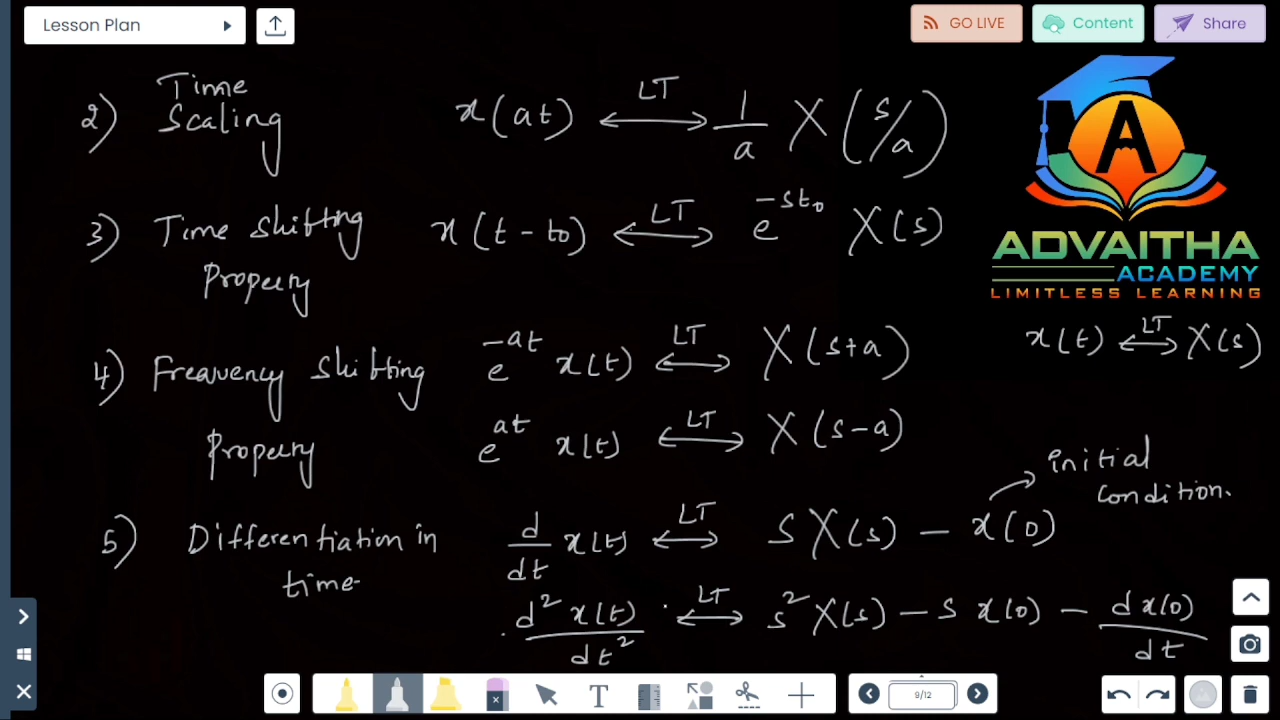 Lesson Plan
GO LIVE
Content
Share
2) Time Scaling x(at) <--LT--> 1/a X(s/a)
A
ADVAITHA
ACADEMY
LIMITLESS LEARNING
3) Time Shifting x(t - t0) <--LT--> e^-st₀ X(s)
Property
x(t) <--LT--> X(s)
4) Frequency Shifting e^-at x(t) <--LT--> X(s+a)
Property e^at x(t) <--LT--> X(s-a)
initial
condition.
5) Differentiation in d/dt x(t) <--LT--> S X(s) - x(0)
time
d² x(t)/dt² <--LT--> s² X(s) - s x(0) - d x(0)/dt
T
9/12
A